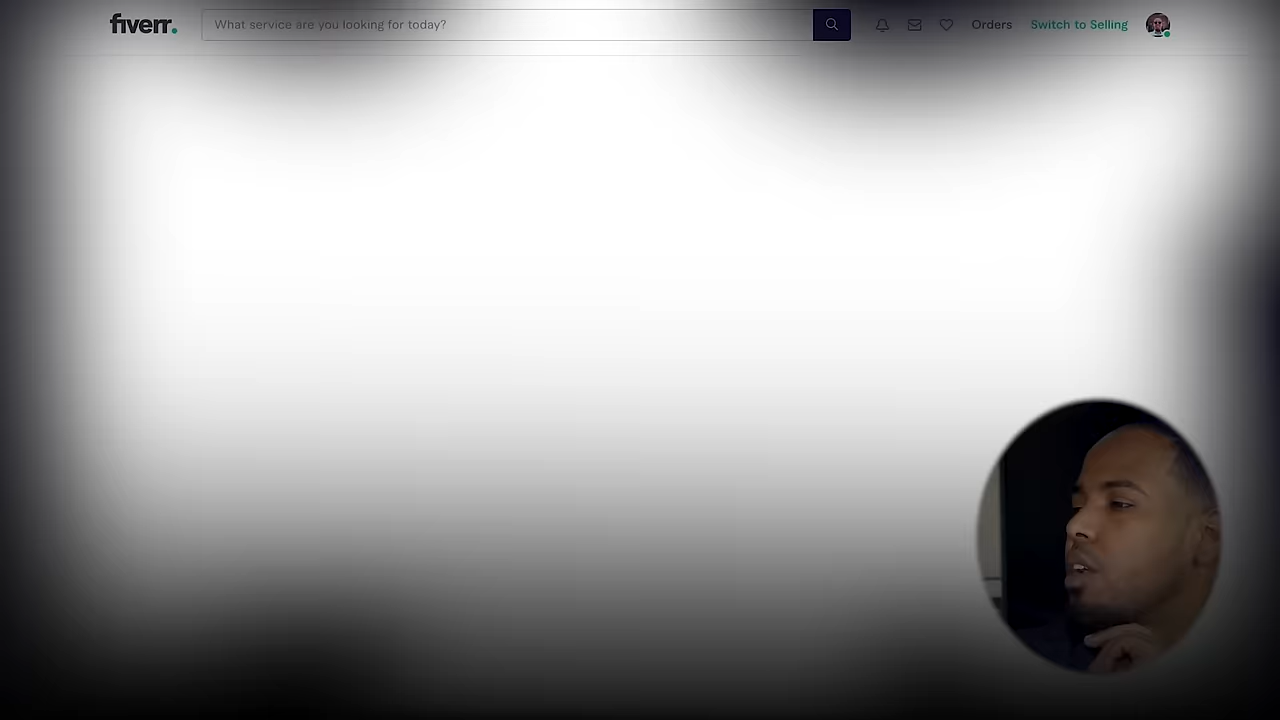 fiverr.
What service are you looking for today?
Orders
Switch to Selling